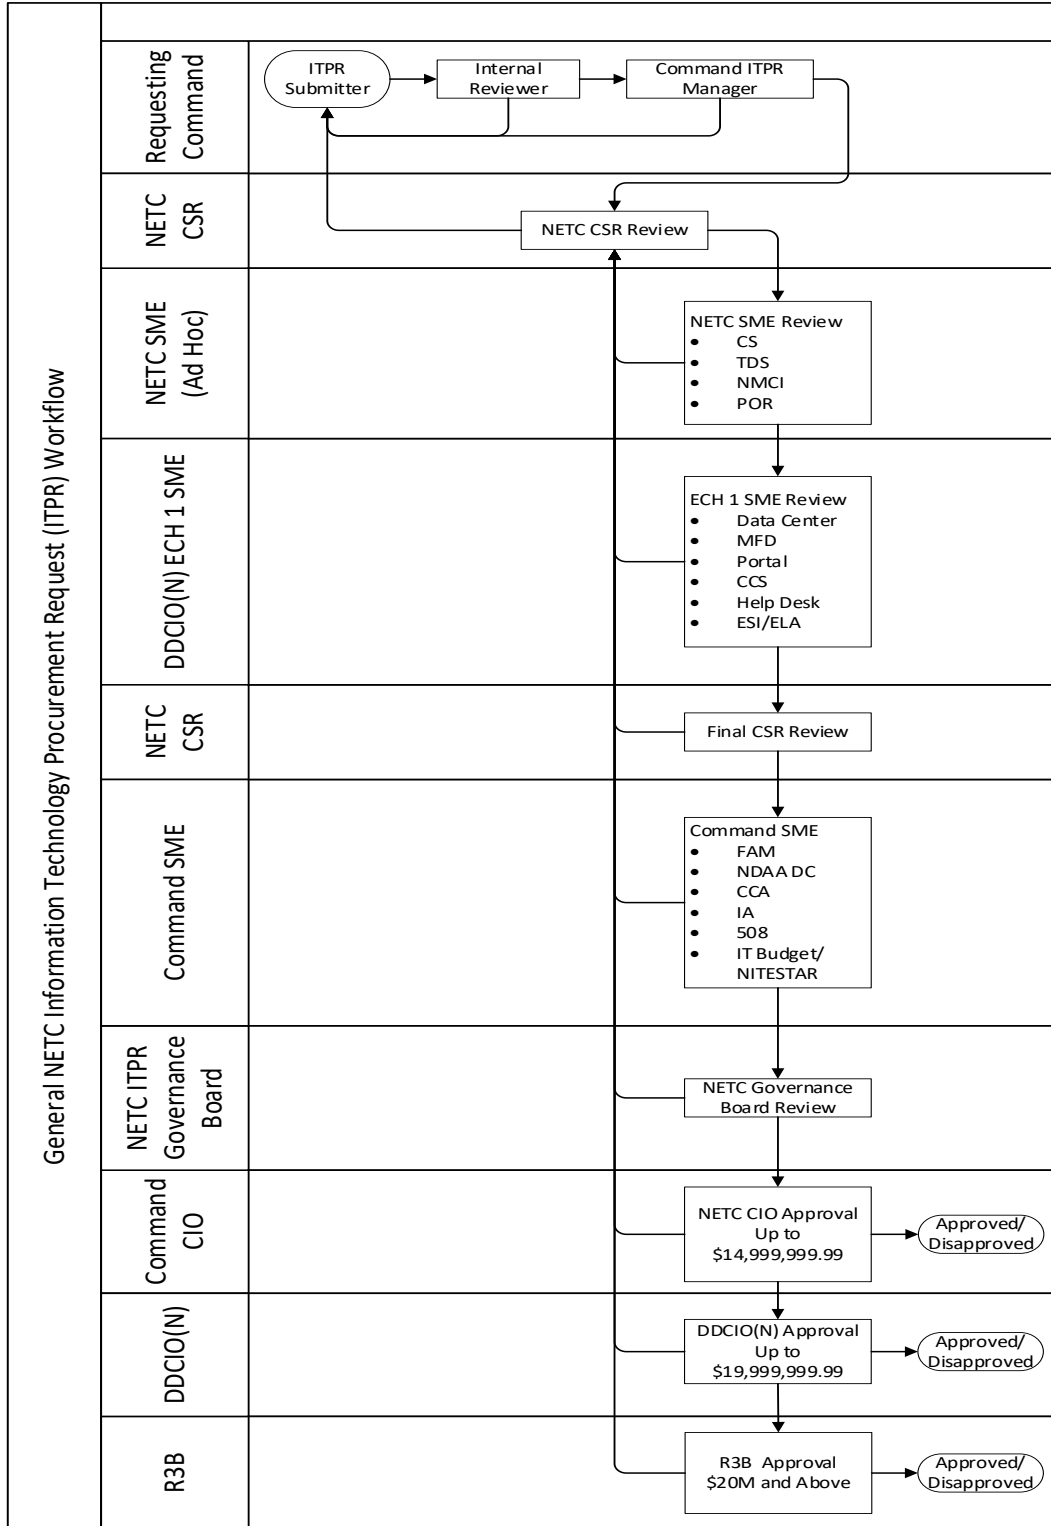 General NETC Information Technology Procurement Request (ITPR) Workflow
Requesting
Command
ITPR
Submitter
Internal
Reviewer
Command ITPR
Manager
NETC
CSR
NETC CSR Review
NETC SME
(Ad Hoc)
NETC SME Review
• CS
• TDS
• NMCI
• POR
DDCIO(N) ECH 1 SME
ECH 1 SME Review
• Data Center
• MFD
• Portal
• CCS
• Help Desk
• ESI/ELA
NETC
CSR
Final CSR Review
Command SME
Command SME
• FAM
• NDAA DC
• CCA
• IA
• 508
• IT Budget/
NITESTAR
NETC ITPR
Governance
Board
NETC Governance
Board Review
Command
CIO
NETC CIO Approval
Up to
$14,999,999.99
Approved/
Disapproved
DDCIO(N)
DDCIO(N) Approval
Up to
$19,999,999.99
Approved/
Disapproved
R3B
R3B Approval
$20M and Above
Approved/
Disapproved